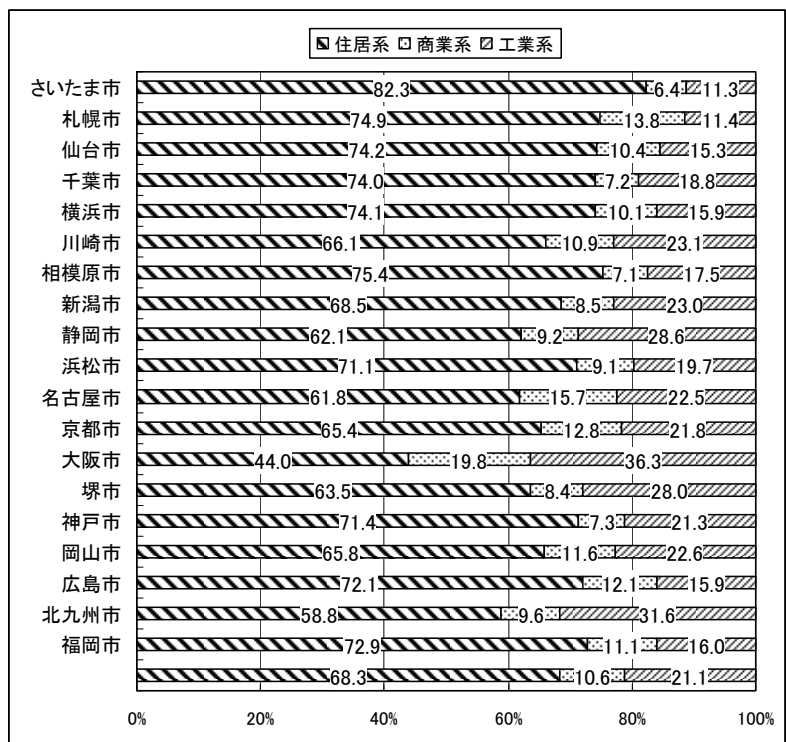 住居系 商業系 工業系
さいたま市 82.3 6.4 11.3
札幌市 74.9 13.8 11.4
仙台市 74.2 10.4 15.3
千葉市 74.0 7.2 18.8
横浜市 74.1 10.1 15.9
川崎市 66.1 10.9 23.1
相模原市 75.4 7.1 17.5
新潟市 68.5 8.5 23.0
静岡市 62.1 9.2 28.6
浜松市 71.1 9.1 19.7
名古屋市 61.8 15.7 22.5
京都市 65.4 12.8 21.8
大阪市 44.0 19.8 36.3
堺市 63.5 8.4 28.0
神戸市 71.4 7.3 21.3
岡山市 65.8 11.6 22.6
広島市 72.1 12.1 15.9
北九州市 58.8 9.6 31.6
福岡市 72.9 11.1 16.0
68.3 10.6 21.1
0% 20% 40% 60% 80% 100%